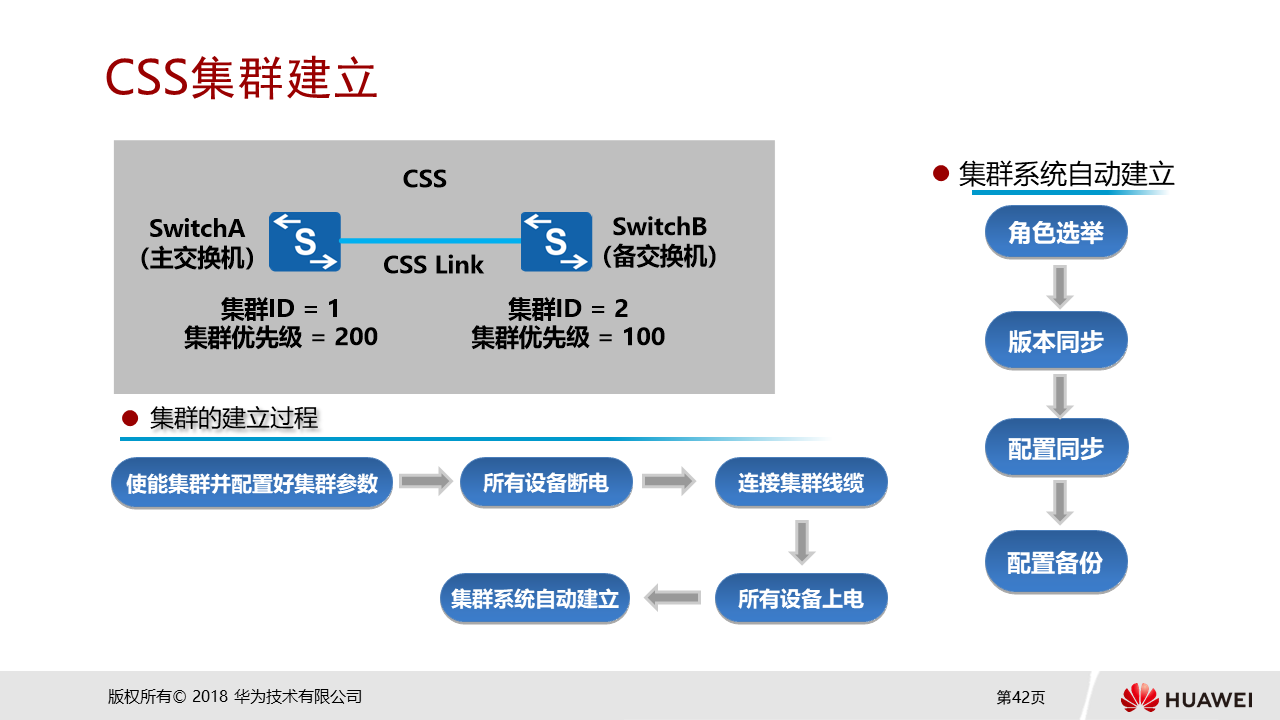 CSS集群建立
CSS
SwitchA
(主交换机)
S
CSS Link
S
SwitchB
(备交换机)
集群ID = 1
集群优先级 = 200
集群ID = 2
集群优先级 = 100
集群的建立过程
使能集群并配置好集群参数
所有设备断电
连接集群线缆
所有设备上电
集群系统自动建立
集群系统自动建立
角色选举
版本同步
配置同步
配置备份
版权所有© 2018 华为技术有限公司
第42页
HUAWEI